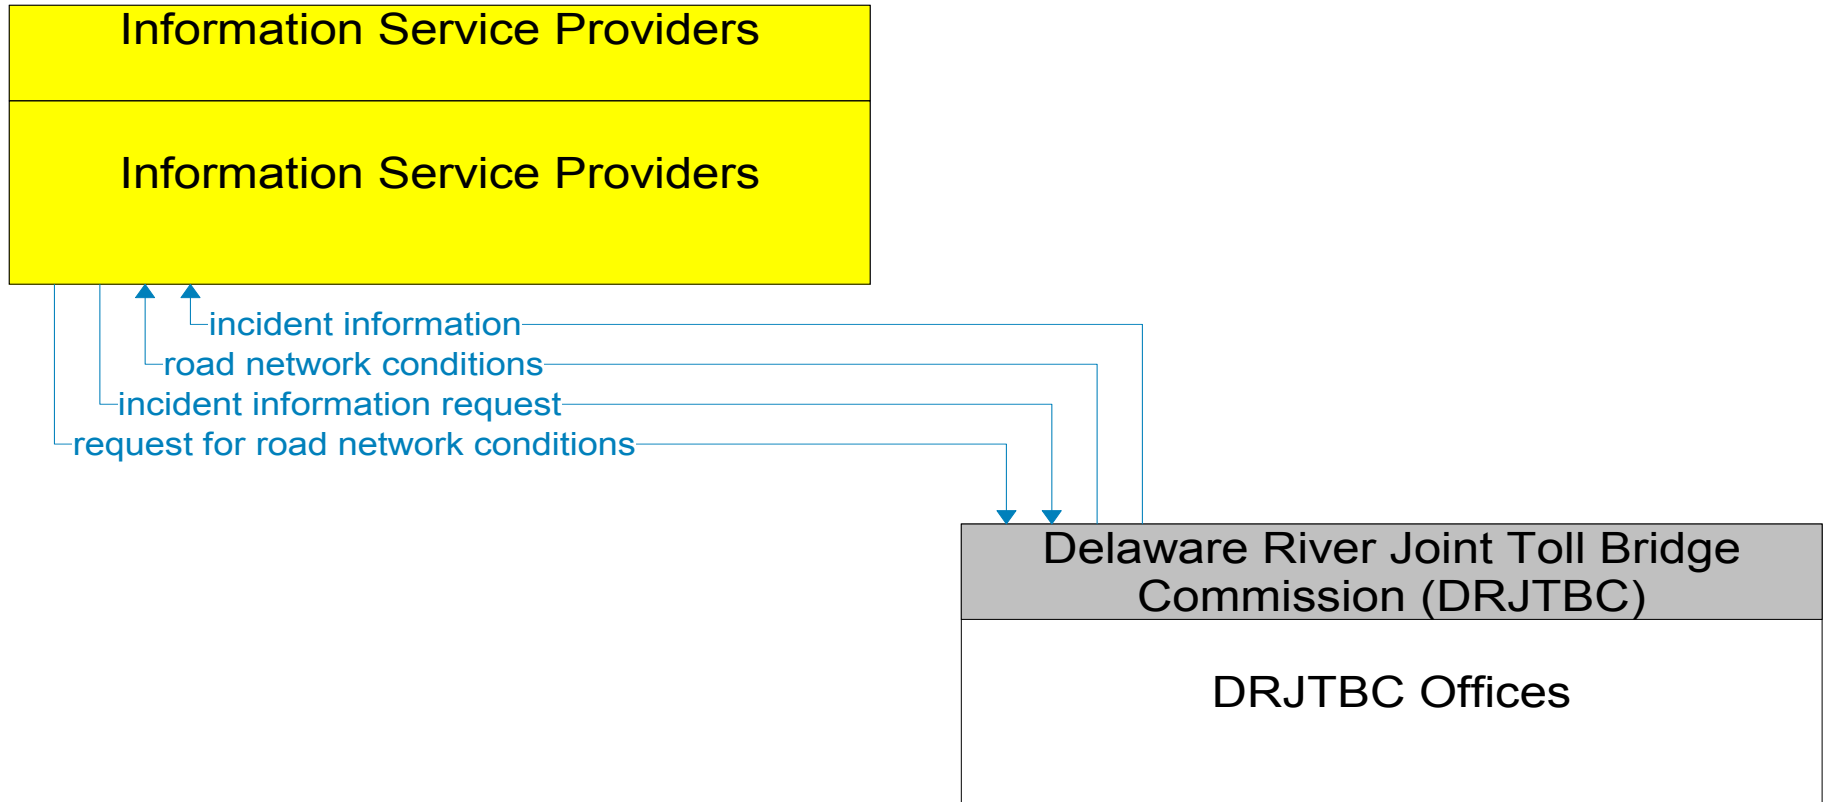 Information Service Providers
Information Service Providers
incident information
road network conditions
incident information request
request for road network conditions
Delaware River Joint Toll Bridge
Commission (DRJTBC)
DRJTBC Offices